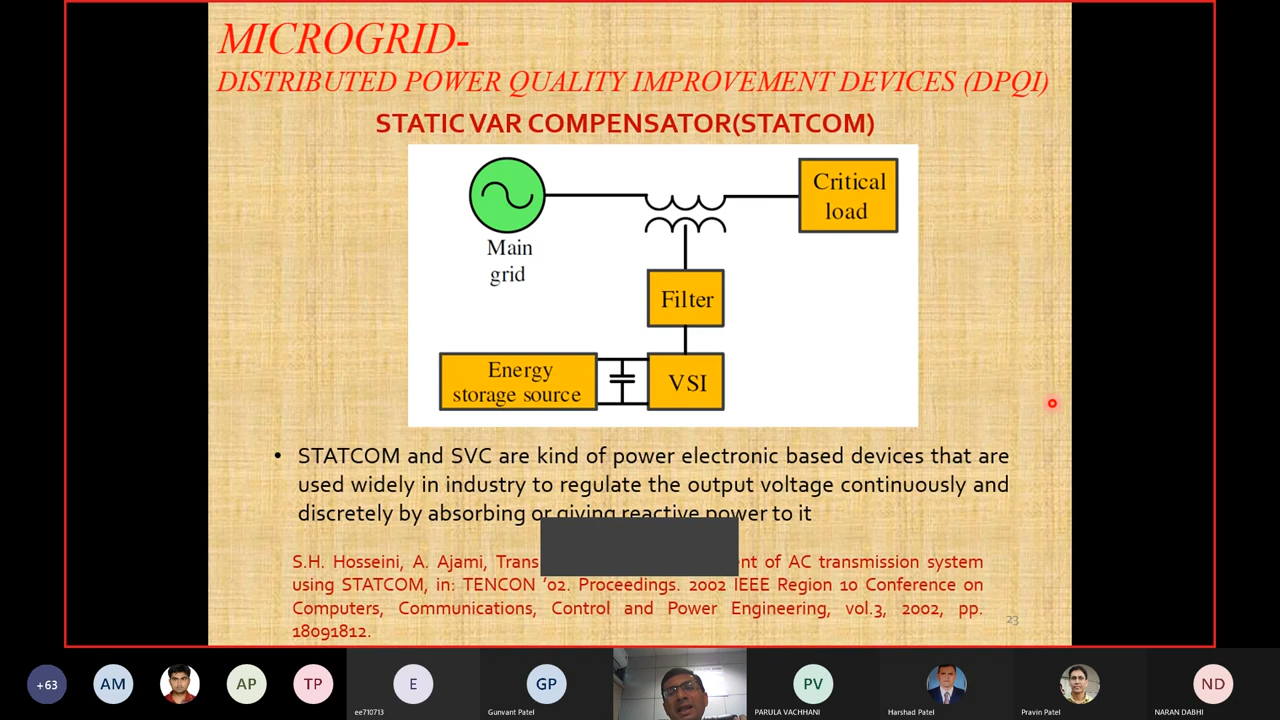 MICROGRID-
DISTRIBUTED POWER QUALITY IMPROVEMENT DEVICES (DPQI)
STATIC VAR COMPENSATOR(STATCOM)
Critical
load
Main
grid
Filter
Energy
storage source
VSI
• STATCOM and SVC are kind of power electronic based devices that are
used widely in industry to regulate the output voltage continuously and
discretely by absorbing or giving reactive power to it
S.H. Hosseini, A. Ajami, Trans nt of AC transmission system
using STATCOM, in: TENCON ’02. Proceedings. 2002 IEEE Region 10 Conference on
Computers, Communications, Control and Power Engineering, vol.3, 2002, pp.
18091812.
23
+63
AM
AP
TP
E
GP
PV
ND
ee710713
Gunvant Patel
PARULA VACHHANI
Harshad Patel
Pravin Patel
NARAN DABHI